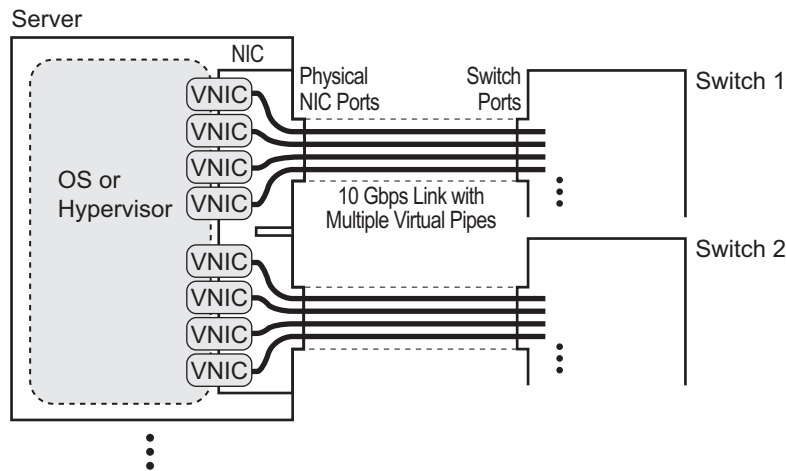 Server
NIC
Physical
NIC Ports
Switch
Ports
Switch 1
VNIC
VNIC
VNIC
VNIC
OS or
Hypervisor
10 Gbps Link with
Multiple Virtual Pipes
Switch 2
VNIC
VNIC
VNIC
VNIC